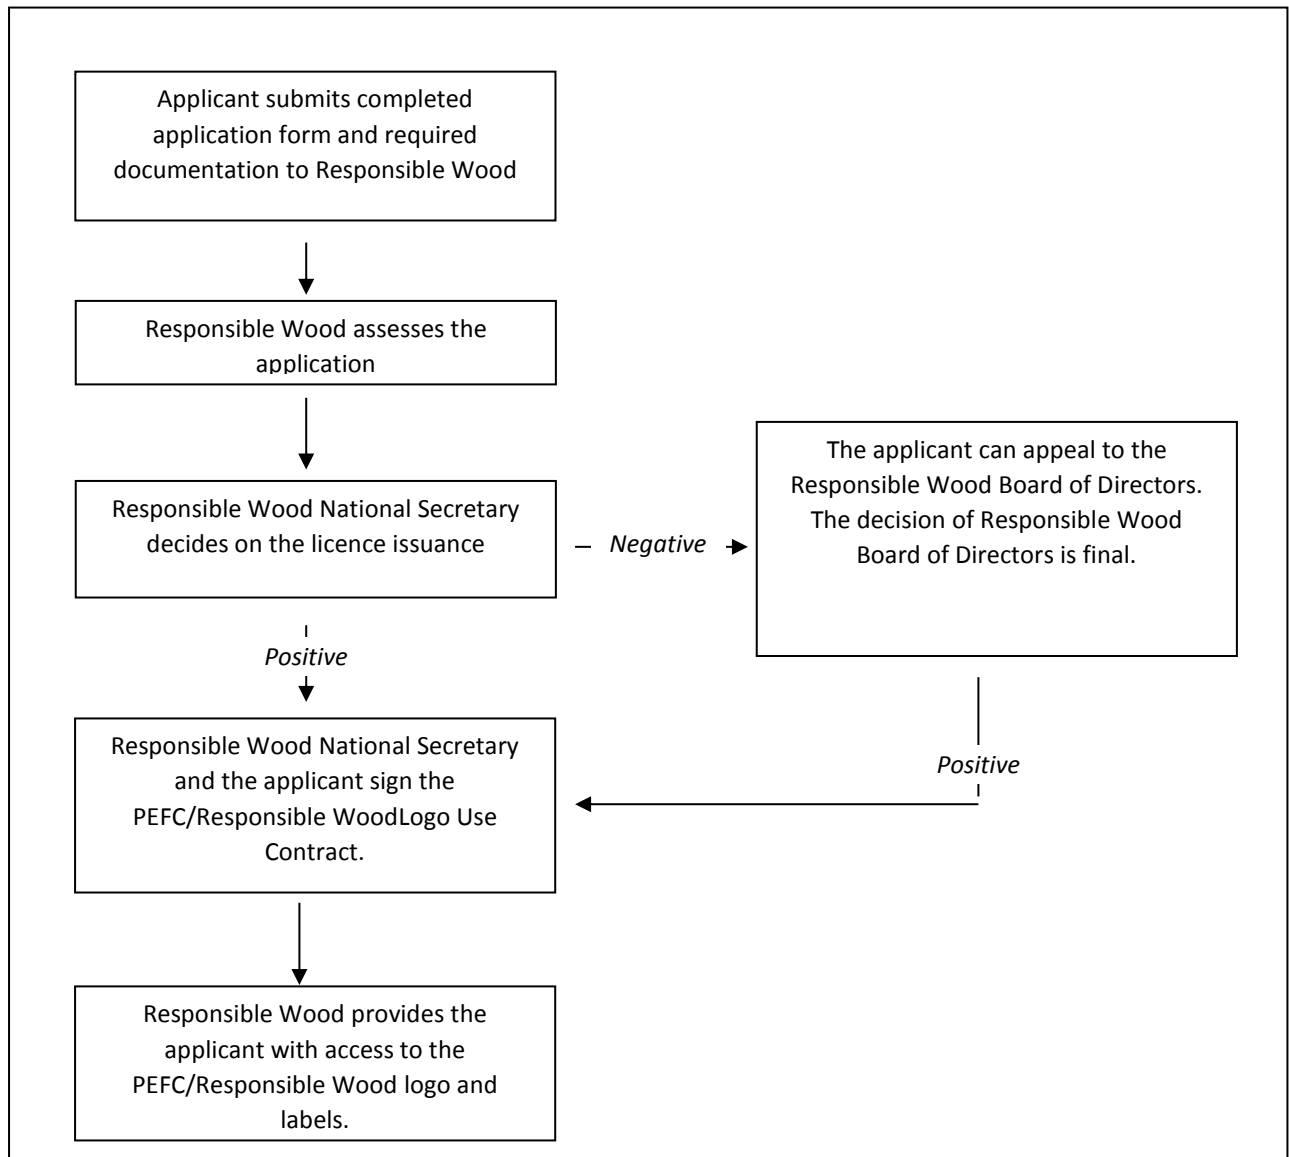 Applicant submits completed
application form and required
documentation to Responsible Wood
Responsible Wood assesses the
application
Responsible Wood National Secretary
decides on the licence issuance
Negative
The applicant can appeal to the
Responsible Wood Board of Directors.
The decision of Responsible Wood
Board of Directors is final.
Positive
Responsible Wood National Secretary
and the applicant sign the
PEFC/Responsible WoodLogo Use
Contract.
Positive
Responsible Wood provides the
applicant with access to the
PEFC/Responsible Wood logo and
labels.